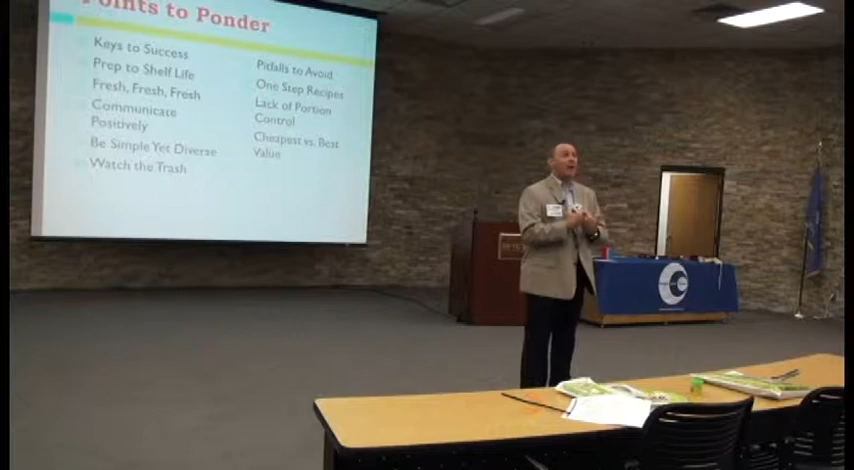 Points to Ponder
Keys to Success
Prep to Shelf Life
Fresh, Fresh, Fresh
Communicate
Positively
Be Simple Yet Diverse
Watch the Trash
Pitfalls to Avoid
One Step Recipes
Lack of Portion
Control
Cheapest vs. Best
Value